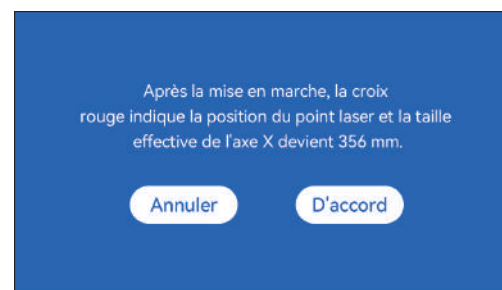 Après la mise en marche, la croix
rouge indique la position du point laser et la taille
effective de l'axe X devient 356 mm.
Annuler
D'accord